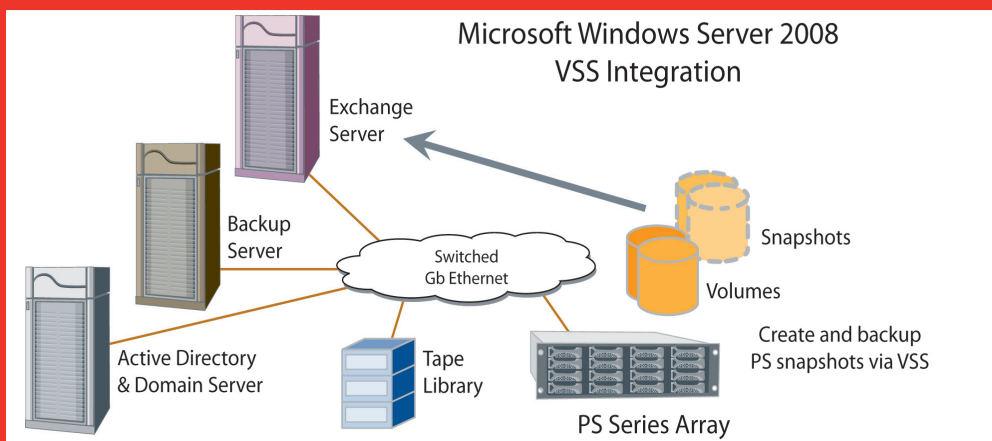 Microsoft Windows Server 2008
VSS Integration
Exchange
Server
Backup
Server
Switched
Gb Ethernet
Snapshots
Volumes
Active Directory
& Domain Server
Tape
Library
Create and backup
PS snapshots via VSS
PS Series Array